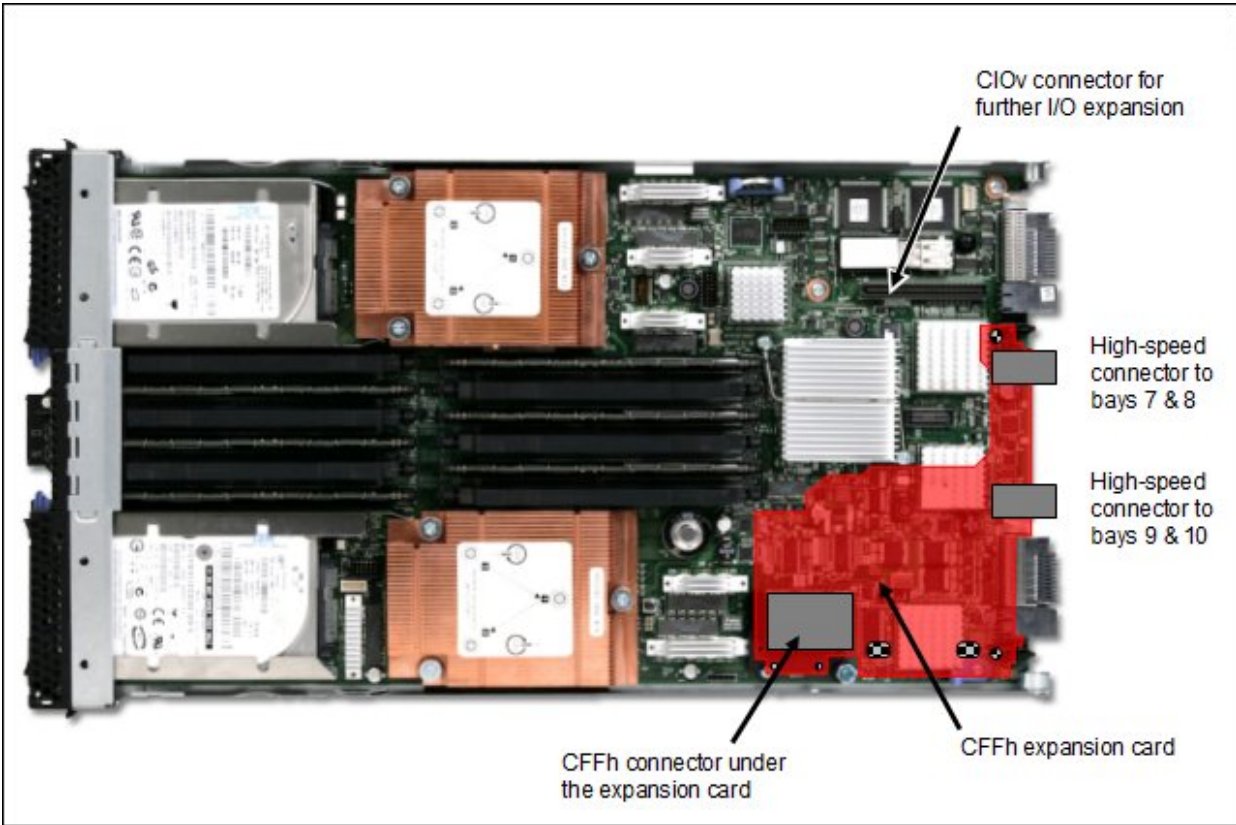 CIOv connector for
further I/O expansion
High-speed
connector to
bays 7 & 8
High-speed
connector to
bays 9 & 10
CFFh expansion card
CFFh connector under
the expansion card